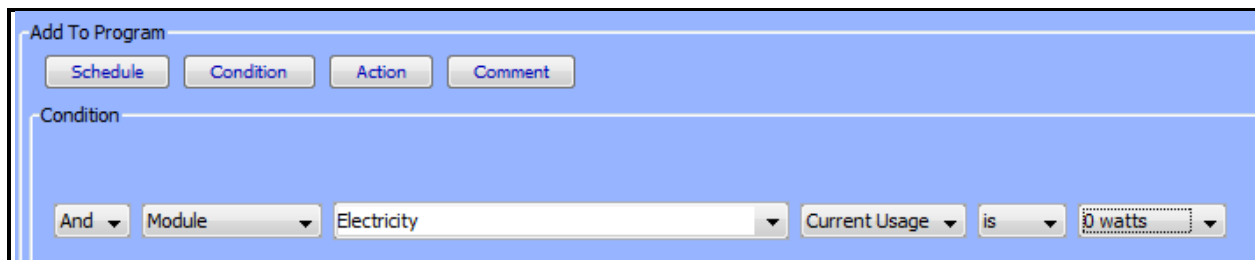 Add To Program
Schedule Condition Action Comment
Condition
And Module Electricity Current Usage is 0 watts